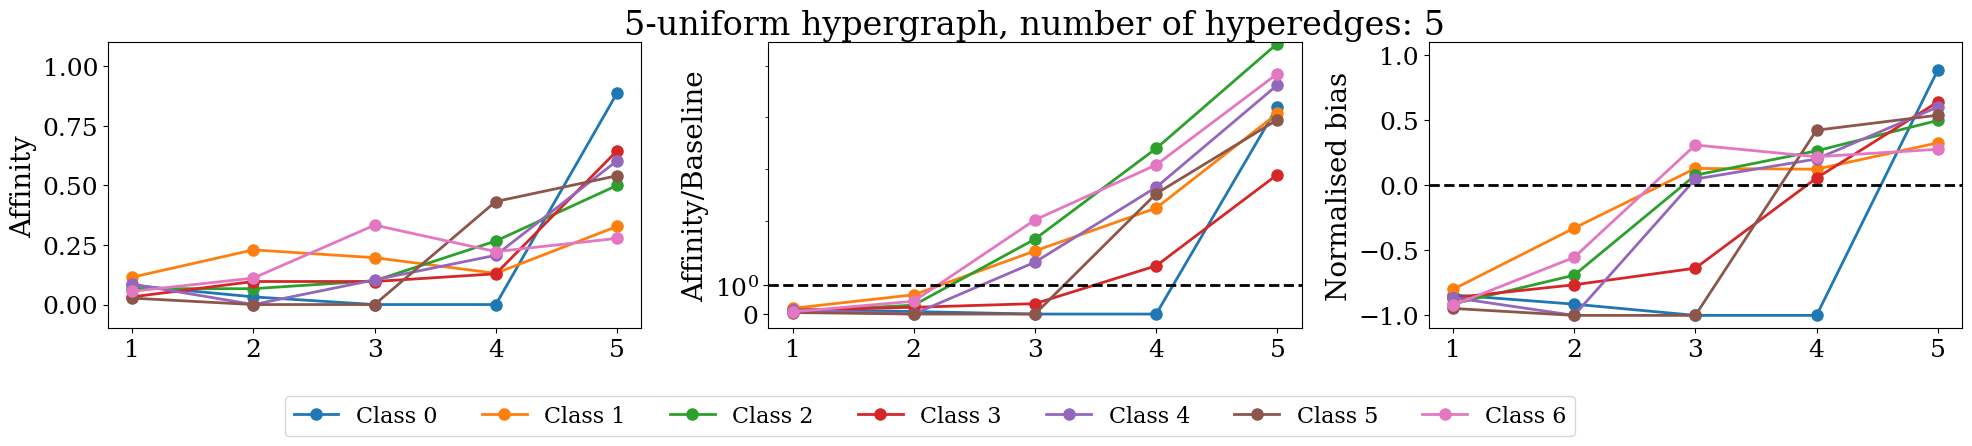 5-uniform hypergraph, number of hyperedges: 5
Affinity
1.00
0.75
0.50
0.25
0.00
1 2 3 4 5
Affinity/Baseline
10⁰
0
1 2 3 4 5
Normalised bias
1.0
0.5
0.0
−0.5
−1.0
1 2 3 4 5
Class 0 Class 1 Class 2 Class 3 Class 4 Class 5 Class 6